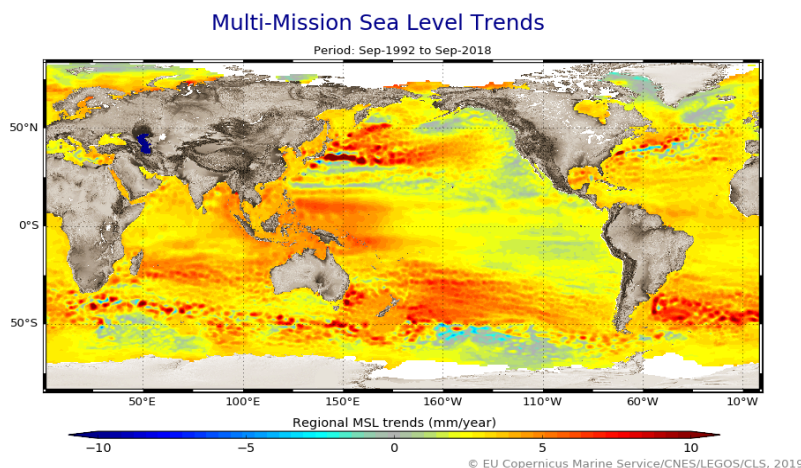 Multi-Mission Sea Level Trends
Period: Sep-1992 to Sep-2018
50°N
0°S
50°S
50°E 100°E 150°E 160°W 110°W 60°W 10°W
Regional MSL trends (mm/year)
−10 −5 0 5 10
© EU Copernicus Marine Service/CNES/LEGOS/CLS, 2019